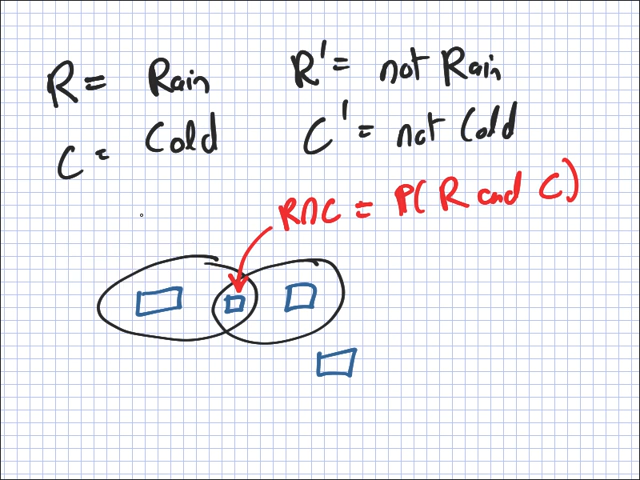 R = Rain R' = not Rain
C = Cold C' = not Cold
R∩C = P( R and C )